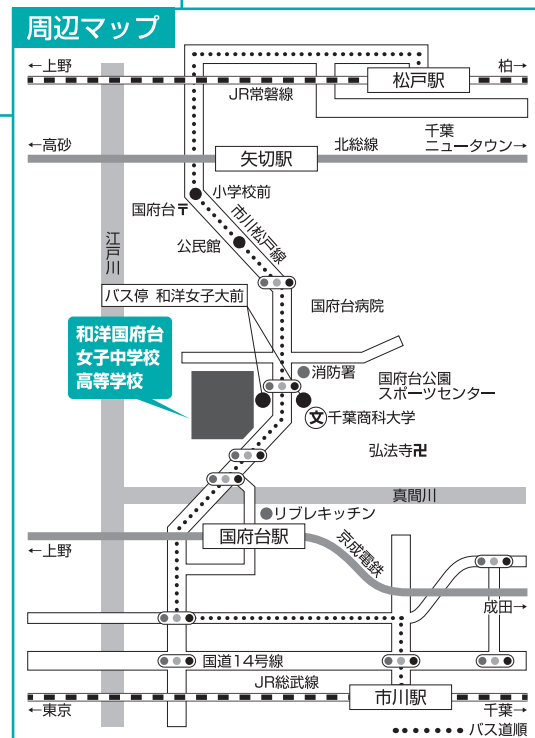 周辺マップ
←上野
柏→
松戸駅
JR常磐線
←高砂
北総線
千葉
ニュータウン→
矢切駅
小学校前
国府台〒
市川松戸線
公民館
江戸川
バス停 和洋女子大前
国府台病院
和洋国府台
女子中学校
高等学校
消防署
国府台公園
スポーツセンター
文千葉商科大学
弘法寺卍
真間川
リブレキッチン
国府台駅
京成電鉄
←上野
成田→
国道14号線
JR総武線
市川駅
←東京
千葉→
バス道順